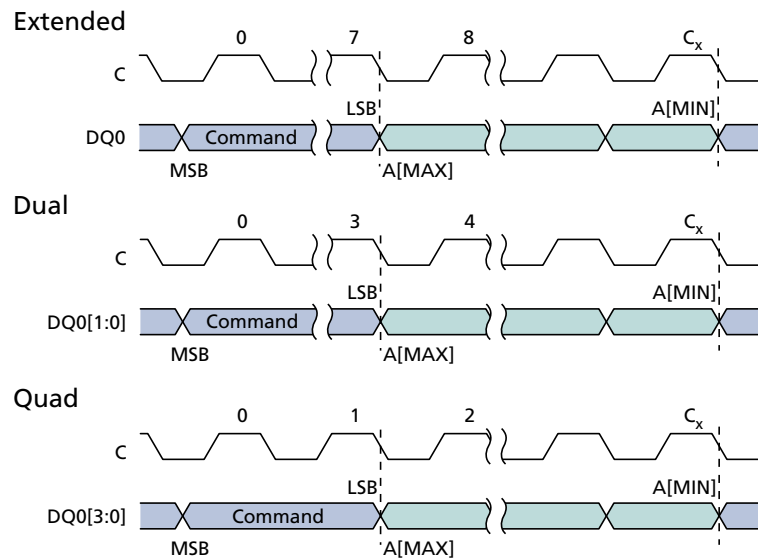 Extended
0 7 8 Cx
C
LSB A[MIN]
DQ0 Command
MSB A[MAX]
Dual
0 3 4 Cx
C
LSB A[MIN]
DQ0[1:0] Command
MSB A[MAX]
Quad
0 1 2 Cx
C
LSB A[MIN]
DQ0[3:0] Command
MSB A[MAX]